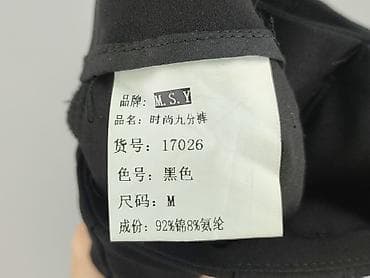 品牌: M.S.Y
品名: 时尚九分裤
货号: 17026
色号: 黑色
尺码: M
成份: 92%锦8%氨纶